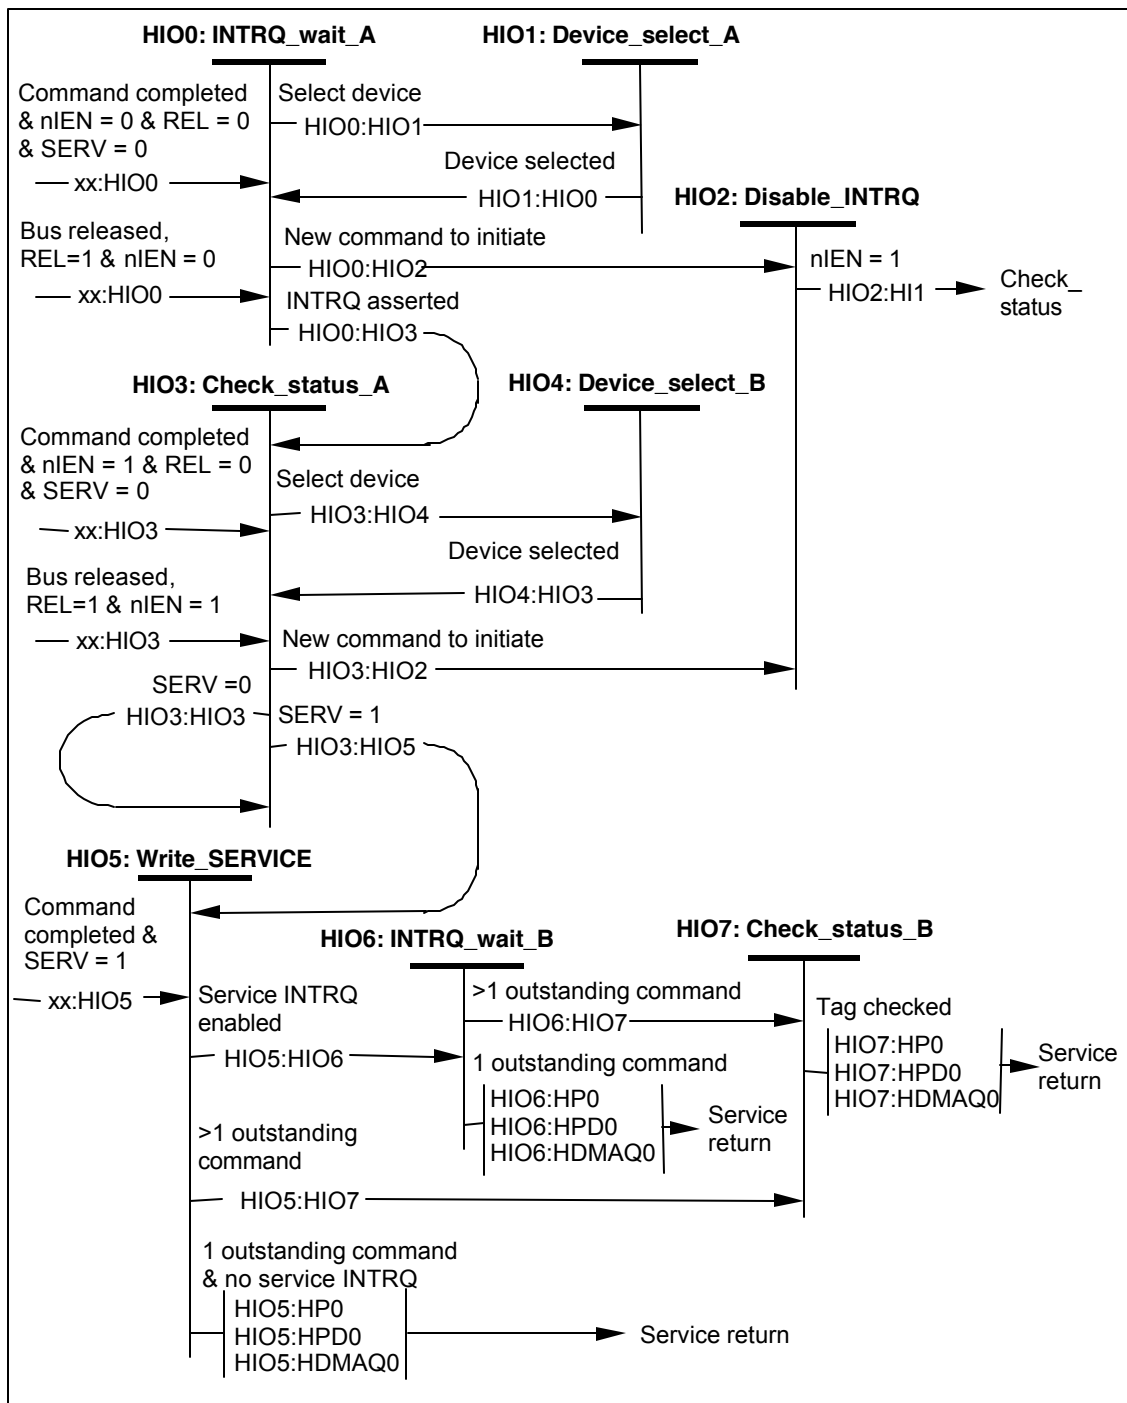 HIO0: INTRQ_wait_A
HIO1: Device_select_A
Command completed
& nIEN = 0 & REL = 0
& SERV = 0
xx:HIO0
Select device
HIO0:HIO1
Device selected
HIO1:HIO0
HIO2: Disable_INTRQ
Bus released,
REL=1 & nIEN = 0
xx:HIO0
New command to initiate
HIO0:HIO2
nIEN = 1
HIO2:HI1
Check_
status
INTRQ asserted
HIO0:HIO3
HIO3: Check_status_A
HIO4: Device_select_B
Command completed
& nIEN = 1 & REL = 0
& SERV = 0
xx:HIO3
Select device
HIO3:HIO4
Device selected
HIO4:HIO3
Bus released,
REL=1 & nIEN = 1
xx:HIO3
New command to initiate
HIO3:HIO2
SERV =0
HIO3:HIO3
SERV = 1
HIO3:HIO5
HIO5: Write_SERVICE
Command
completed &
SERV = 1
xx:HIO5
HIO6: INTRQ_wait_B
HIO7: Check_status_B
Service INTRQ
enabled
HIO5:HIO6
>1 outstanding command
HIO6:HIO7
1 outstanding command
HIO6:HP0
HIO6:HPD0
HIO6:HDMAQ0
Service
return
Tag checked
HIO7:HP0
HIO7:HPD0
HIO7:HDMAQ0
Service
return
>1 outstanding
command
HIO5:HIO7
1 outstanding command
& no service INTRQ
HIO5:HP0
HIO5:HPD0
HIO5:HDMAQ0
Service return